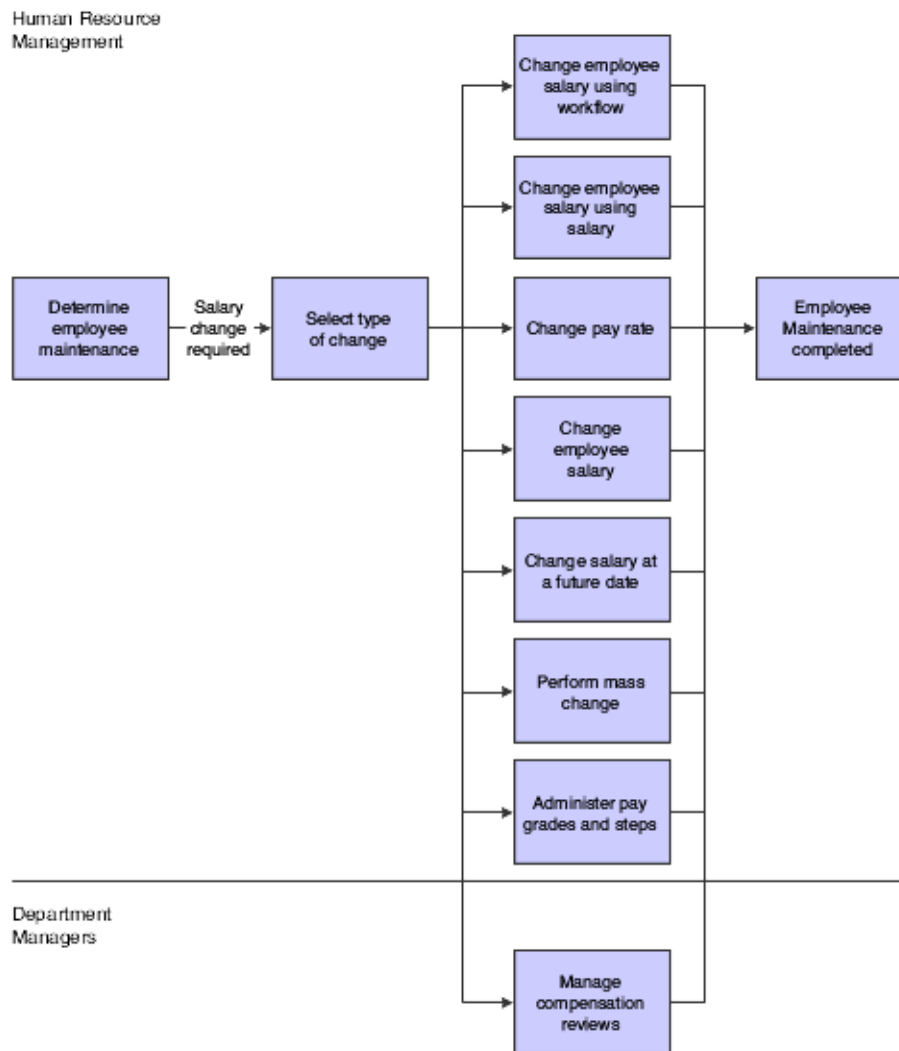 Human Resource
Management
Change employee
salary using
workflow
Change employee
salary using
salary
Determine
employee
maintenance
Salary
change
required
Select type
of change
Change pay rate
Employee
Maintenance
completed
Change
employee
salary
Change salary at
a future date
Perform mass
change
Administer pay
grades and steps
Department
Managers
Manage
compensation
reviews